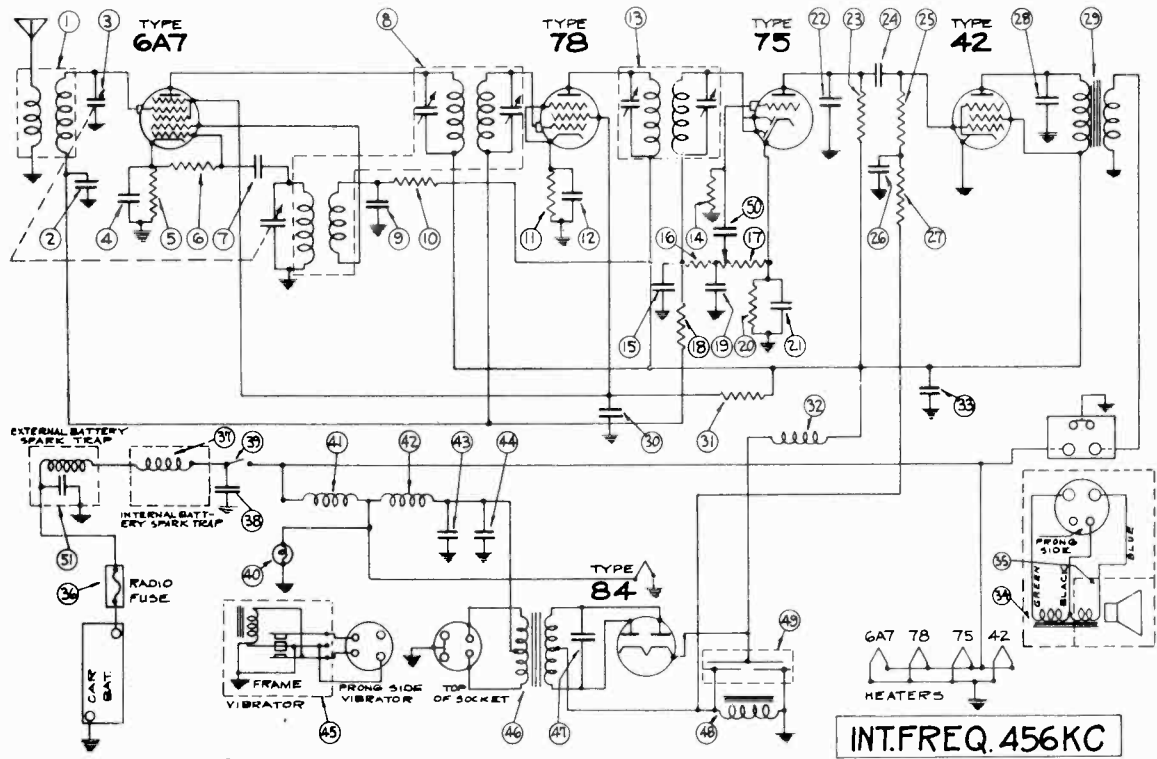 1
3
TYPE
6A7
8
TYPE
78
13
TYPE
75
22
23
24
25
TYPE
42
28
29
2
4
5
6
7
9
10
11
12
16
14
50
17
26
27
15
18
19
20
21
30
31
32
33
EXTERNAL BATTERY
SPARK TRAP
37
39
41
42
43
44
INTERNAL BATT-
ERY SPARK TRAP
38
51
36
RADIO
FUSE
40
TYPE
84
CAR
BAT.
FRAME
VIBRATOR
45
PRONG SIDE
VIBRATOR
TOP
OF SOCKET
46
47
49
48
PRONG
SIDE
35
34
GREEN
BLACK
BLUE
6A7
78
75
42
HEATERS
INT.FREQ. 456KC